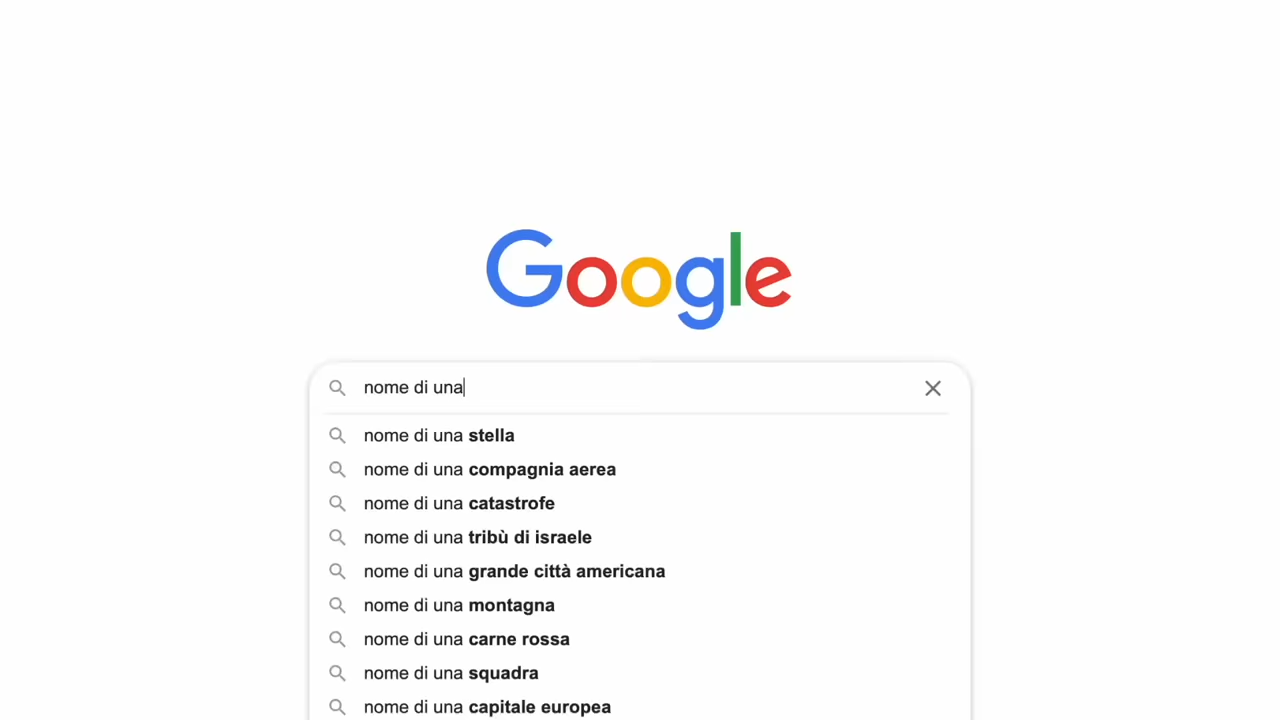 Google
nome di una
nome di una stella
nome di una compagnia aerea
nome di una catastrofe
nome di una tribù di israele
nome di una grande città americana
nome di una montagna
nome di una carne rossa
nome di una squadra
nome di una capitale europea